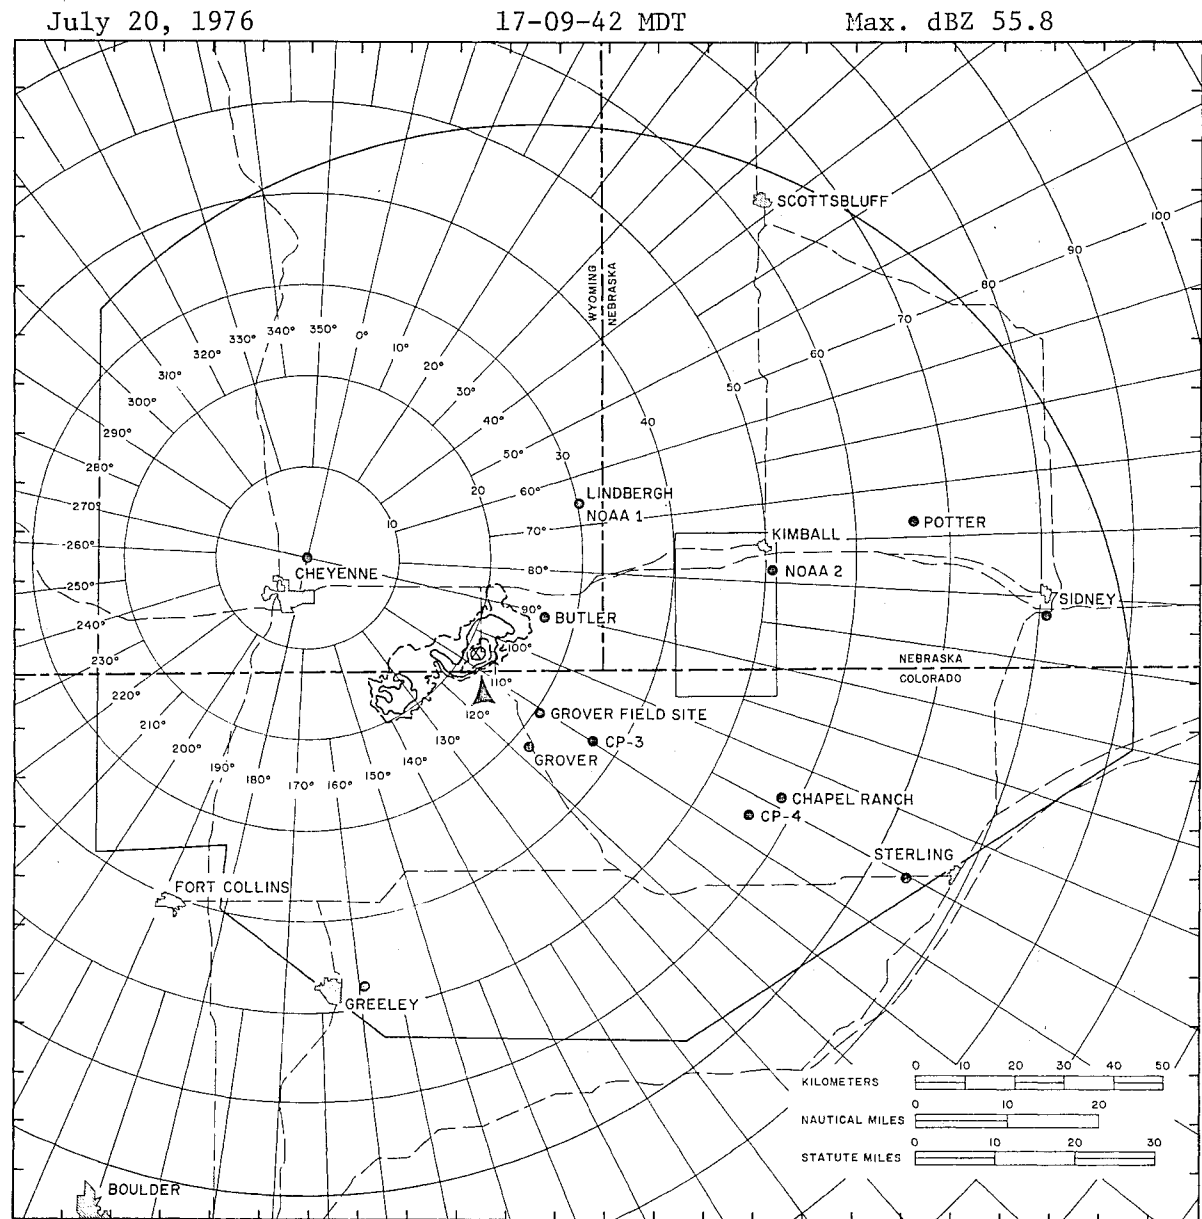 July 20, 1976 17-09-42 MDT Max. dBZ 55.8
SCOTTSBLUFF
100
90
80
70
60
50
40
30
20
10
WYOMING
NEBRASKA
340° 350° 0°
330° 10°
320° 20°
310° 30°
300° 40°
290° 50°
280° 60°
270° 70°
260° 80°
250° 90°
240° 100°
230° 110°
220° 120°
210° 130°
200° 140°
190° 180° 170° 160° 150°
LINDBERGH
NOAA 1
KIMBALL
POTTER
NOAA 2
CHEYENNE
SIDNEY
BUTLER
NEBRASKA
COLORADO
GROVER FIELD SITE
CP-3
GROVER
CHAPEL RANCH
CP-4
STERLING
FORT COLLINS
GREELEY
BOULDER
0 10 20 30 40 50
KILOMETERS
0 10 20
NAUTICAL MILES
0 10 20 30
STATUTE MILES